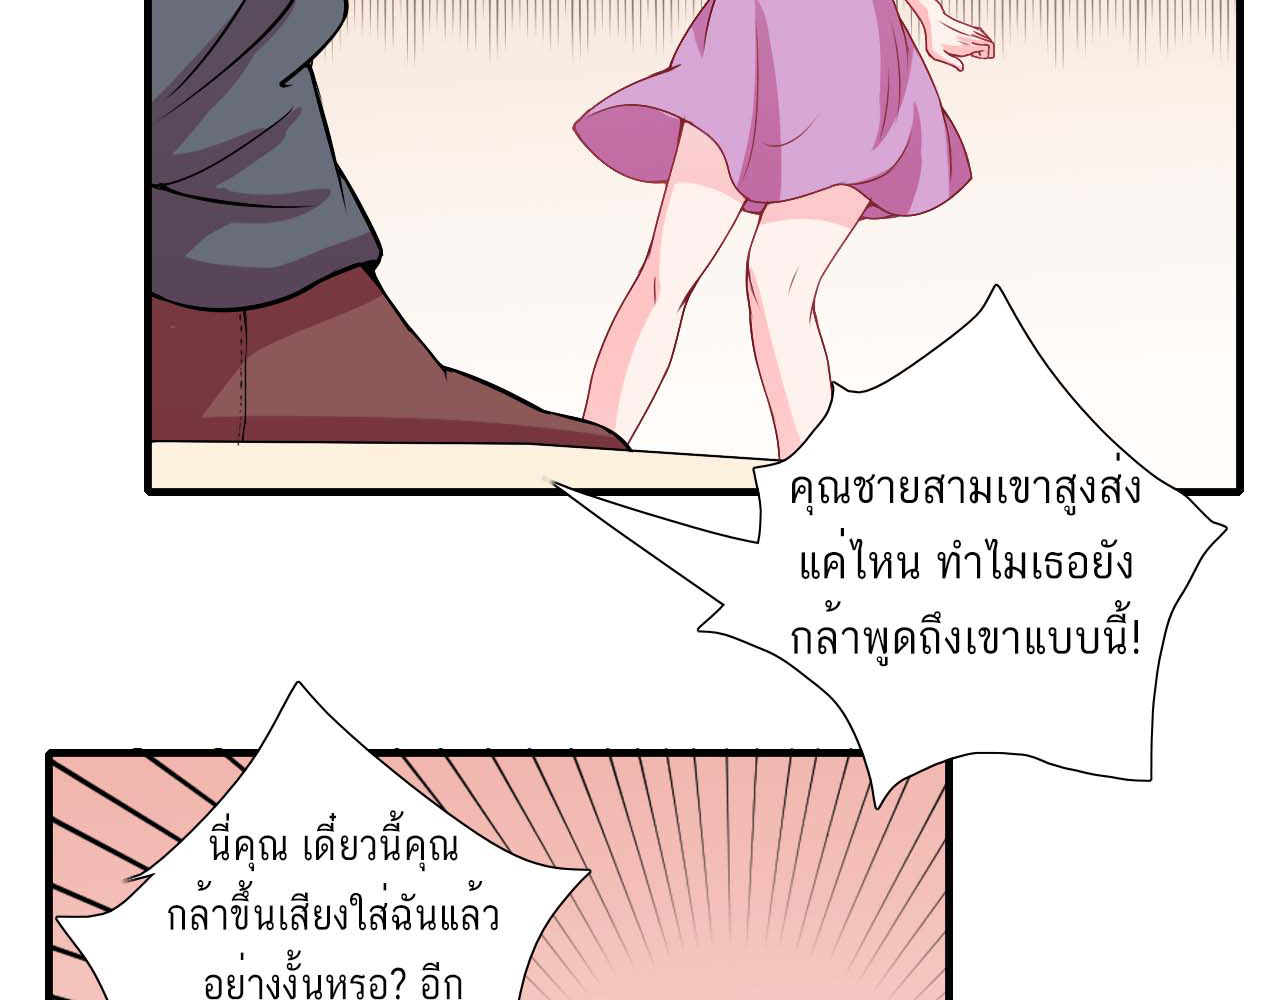 คุณชายสามเขาสูงส่ง
แค่ไหน ทำไมเธอยัง
กล้าพูดถึงเขาแบบนี้!
นี่คุณ เดี๋ยวนี้คุณ
กล้าขึ้นเสียงใส่ฉันแล้ว
อย่างงั้นหรอ? อีก